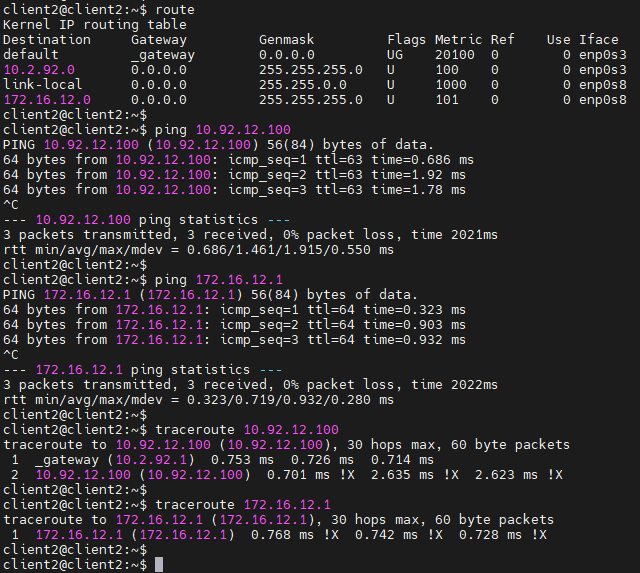 client2@client2:~$ route
Kernel IP routing table
Destination     Gateway         Genmask         Flags Metric Ref    Use Iface
default         _gateway        0.0.0.0         UG    20100  0        0 enp0s3
10.2.92.0       0.0.0.0         255.255.255.0   U     100    0        0 enp0s3
link-local      0.0.0.0         255.255.0.0     U     1000   0        0 enp0s8
172.16.12.0     0.0.0.0         255.255.255.0   U     101    0        0 enp0s8
client2@client2:~$
client2@client2:~$ ping 10.92.12.100
PING 10.92.12.100 (10.92.12.100) 56(84) bytes of data.
64 bytes from 10.92.12.100: icmp_seq=1 ttl=63 time=0.686 ms
64 bytes from 10.92.12.100: icmp_seq=2 ttl=63 time=1.92 ms
64 bytes from 10.92.12.100: icmp_seq=3 ttl=63 time=1.78 ms
^C
--- 10.92.12.100 ping statistics ---
3 packets transmitted, 3 received, 0% packet loss, time 2021ms
rtt min/avg/max/mdev = 0.686/1.461/1.915/0.550 ms
client2@client2:~$
client2@client2:~$ ping 172.16.12.1
PING 172.16.12.1 (172.16.12.1) 56(84) bytes of data.
64 bytes from 172.16.12.1: icmp_seq=1 ttl=64 time=0.323 ms
64 bytes from 172.16.12.1: icmp_seq=2 ttl=64 time=0.903 ms
64 bytes from 172.16.12.1: icmp_seq=3 ttl=64 time=0.932 ms
^C
--- 172.16.12.1 ping statistics ---
3 packets transmitted, 3 received, 0% packet loss, time 2022ms
rtt min/avg/max/mdev = 0.323/0.719/0.932/0.280 ms
client2@client2:~$
client2@client2:~$ traceroute 10.92.12.100
traceroute to 10.92.12.100 (10.92.12.100), 30 hops max, 60 byte packets
 1  _gateway (10.2.92.1)  0.753 ms  0.726 ms  0.714 ms
 2  10.92.12.100 (10.92.12.100)  0.701 ms !X  2.635 ms !X  2.623 ms !X
client2@client2:~$
client2@client2:~$ traceroute 172.16.12.1
traceroute to 172.16.12.1 (172.16.12.1), 30 hops max, 60 byte packets
 1  172.16.12.1 (172.16.12.1)  0.768 ms !X  0.742 ms !X  0.728 ms !X
client2@client2:~$
client2@client2:~$